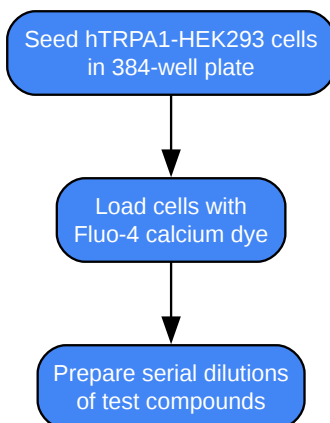 Seed hTRPA1-HEK293 cells
in 384-well plate
Load cells with
Fluo-4 calcium dye
Prepare serial dilutions
of test compounds